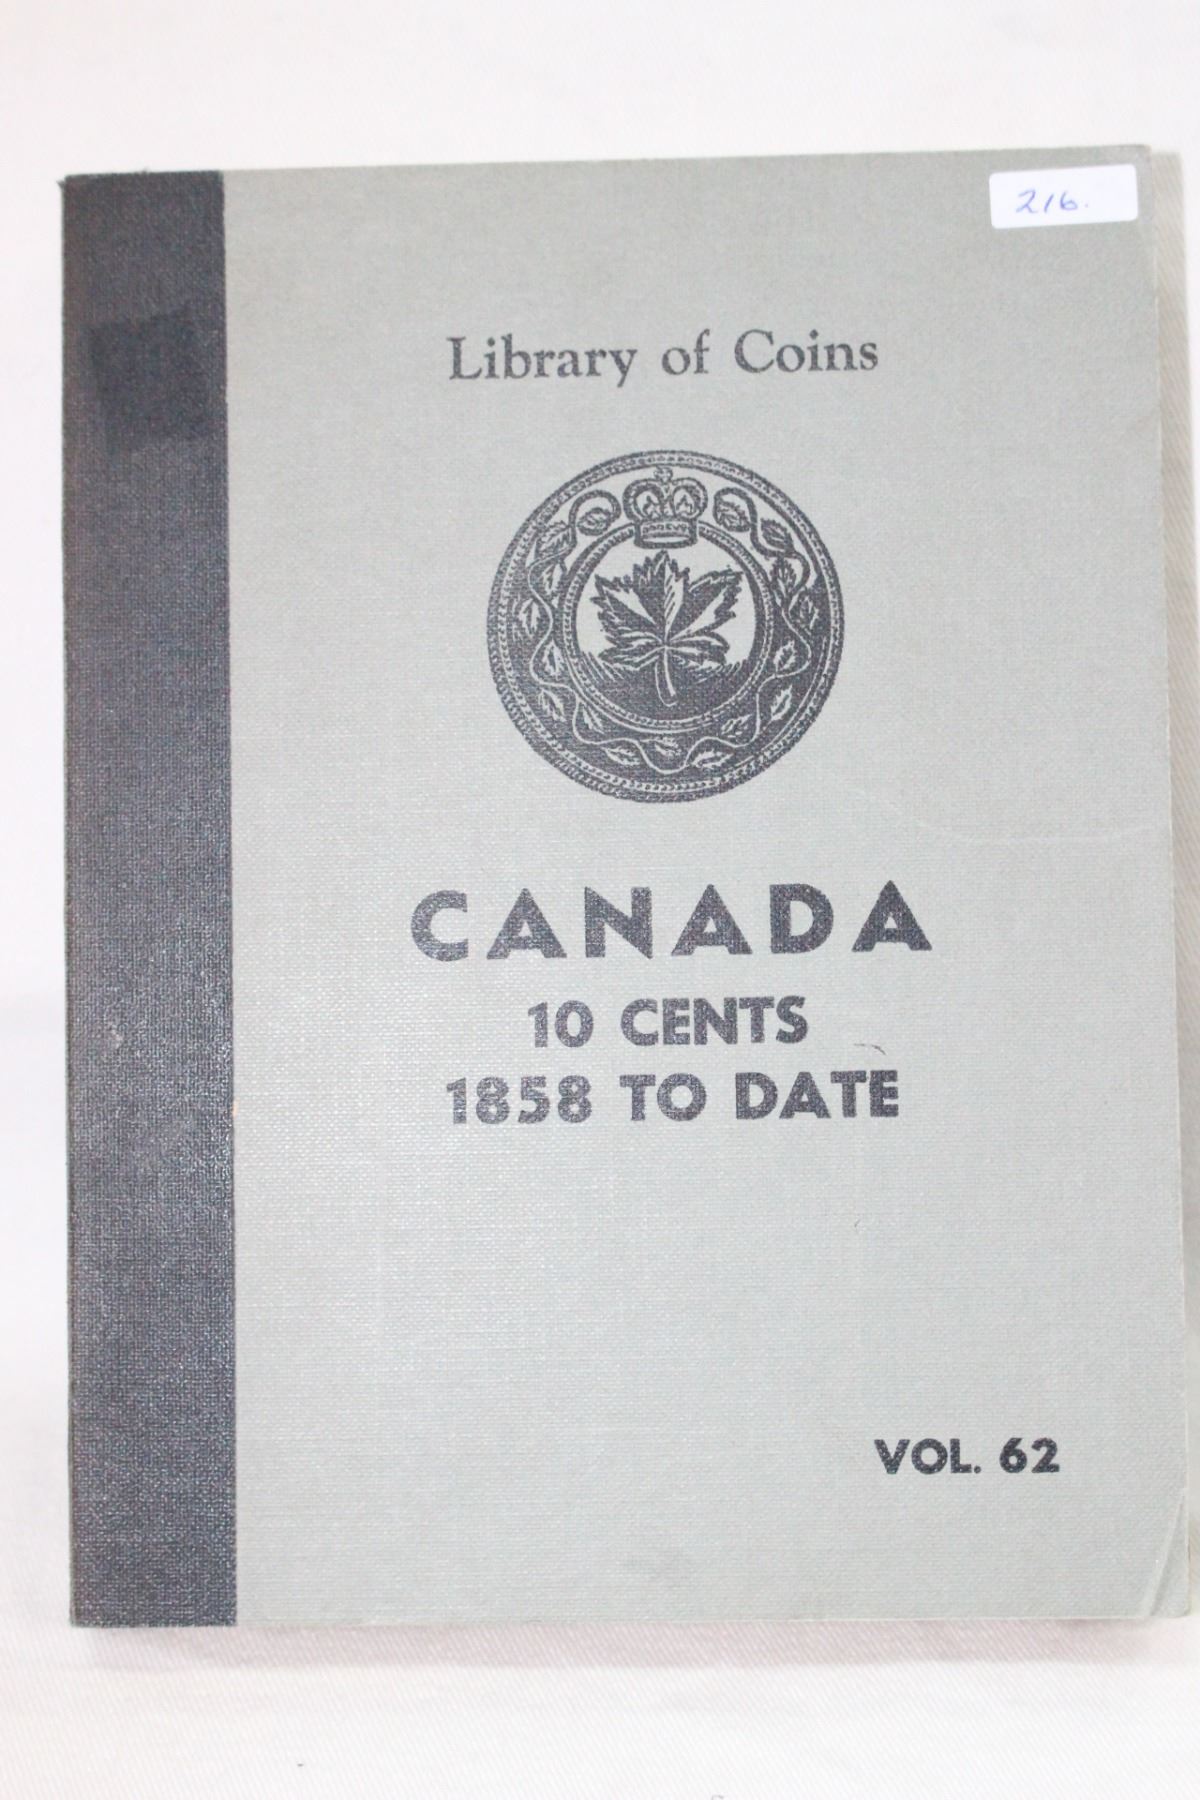 216.
Library of Coins
CANADA
10 CENTS
1858 TO DATE
VOL. 62